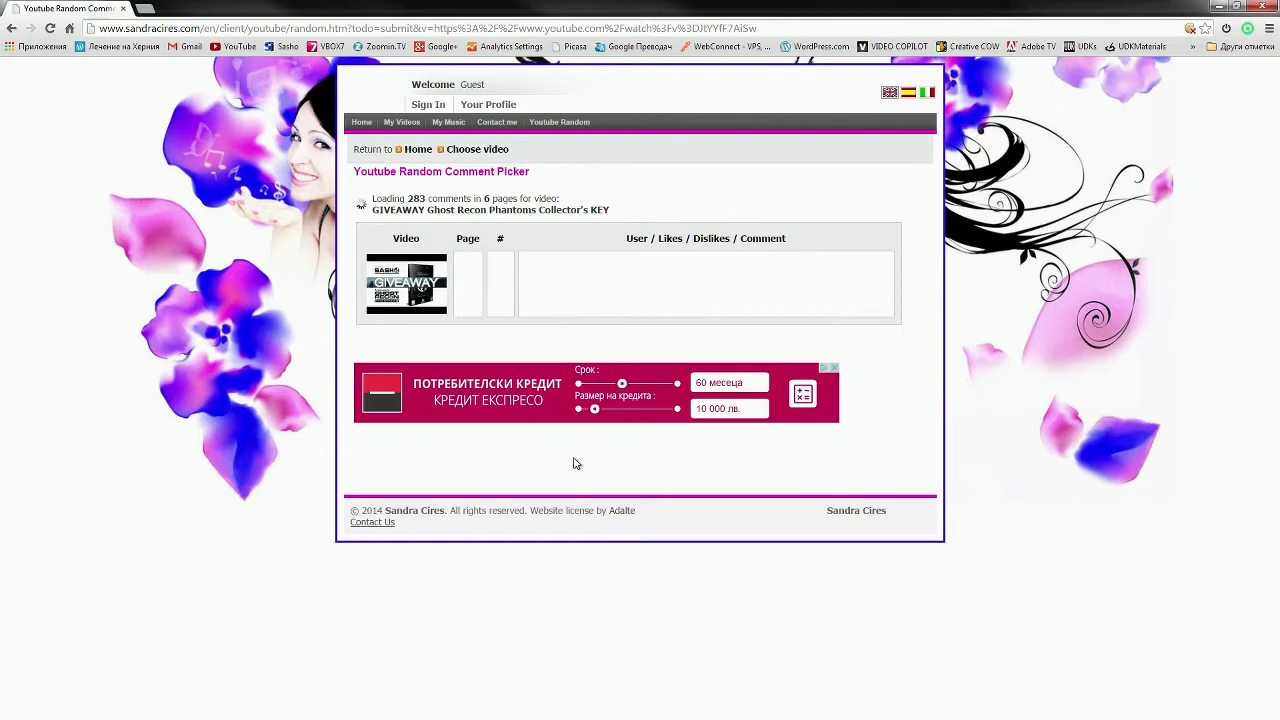 Youtube Random Comme
www.sandracires.com/en/client/youtube/random.htm?todo=submit&v=https%3A%2F%2Fwww.youtube.com%2Fwatch%3Fv%3DJtYYfF7AiSw
Приложения Лечение на Херния Gmail YouTube Sasho VBOX7 Zoomin.TV Google+ Analytics Settings Picasa Google Преводач WebConnect - VPS, ... WordPress.com VIDEO COPILOT Creative COW Adobe TV UDKs UDKMaterials » Други отметки
Welcome Guest
Sign In Your Profile
Home My Videos My Music Contact me Youtube Random
Return to Home Choose video
Youtube Random Comment Picker
Loading 283 comments in 6 pages for video:
GIVEAWAY Ghost Recon Phantoms Collector's KEY
Video Page # User / Likes / Dislikes / Comment
SASHO
GIVEAWAY
GHOST RECON
ПОТРЕБИТЕЛСКИ КРЕДИТ
КРЕДИТ ЕКСПРЕСО
Срок :
60 месеца
Размер на кредита :
10 000 лв.
© 2014 Sandra Cires. All rights reserved. Website license by Adalte Sandra Cires
Contact Us